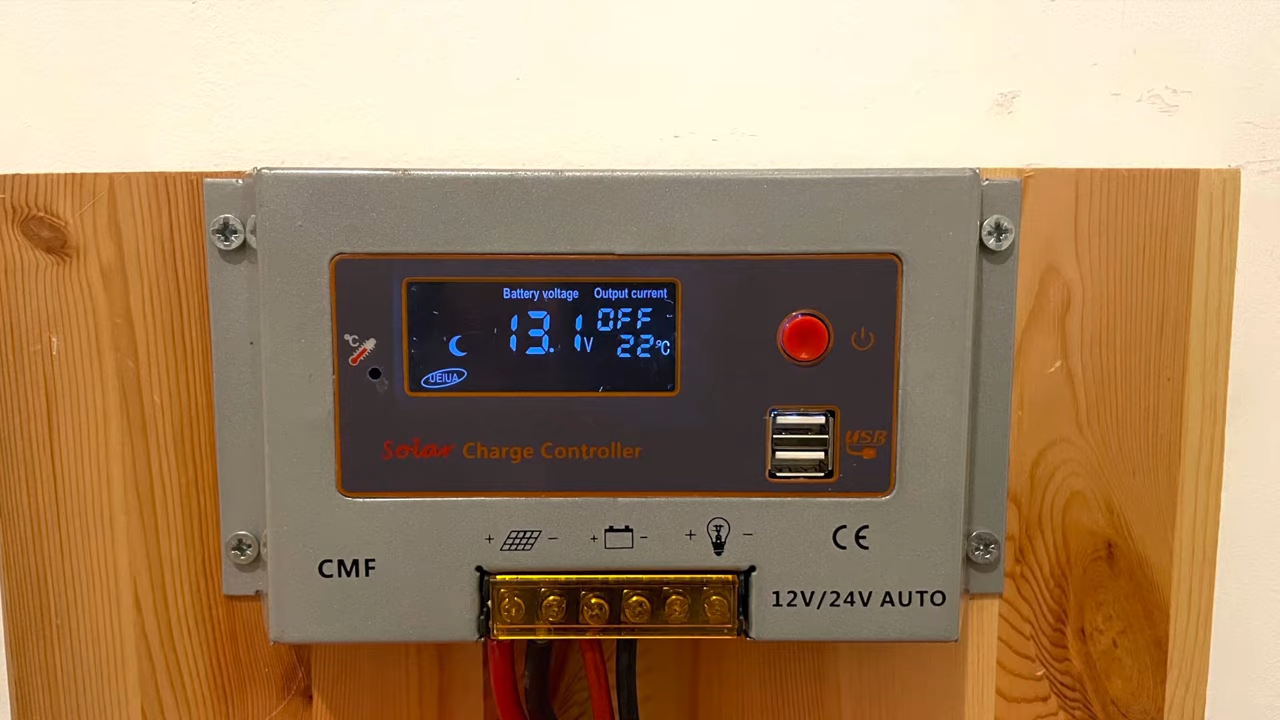 Battery voltage Output current
13.1V OFF
22°C
°C
UEIUA
Solar Charge Controller
USB
+ - + - + -
CE
CMF
12V/24V AUTO